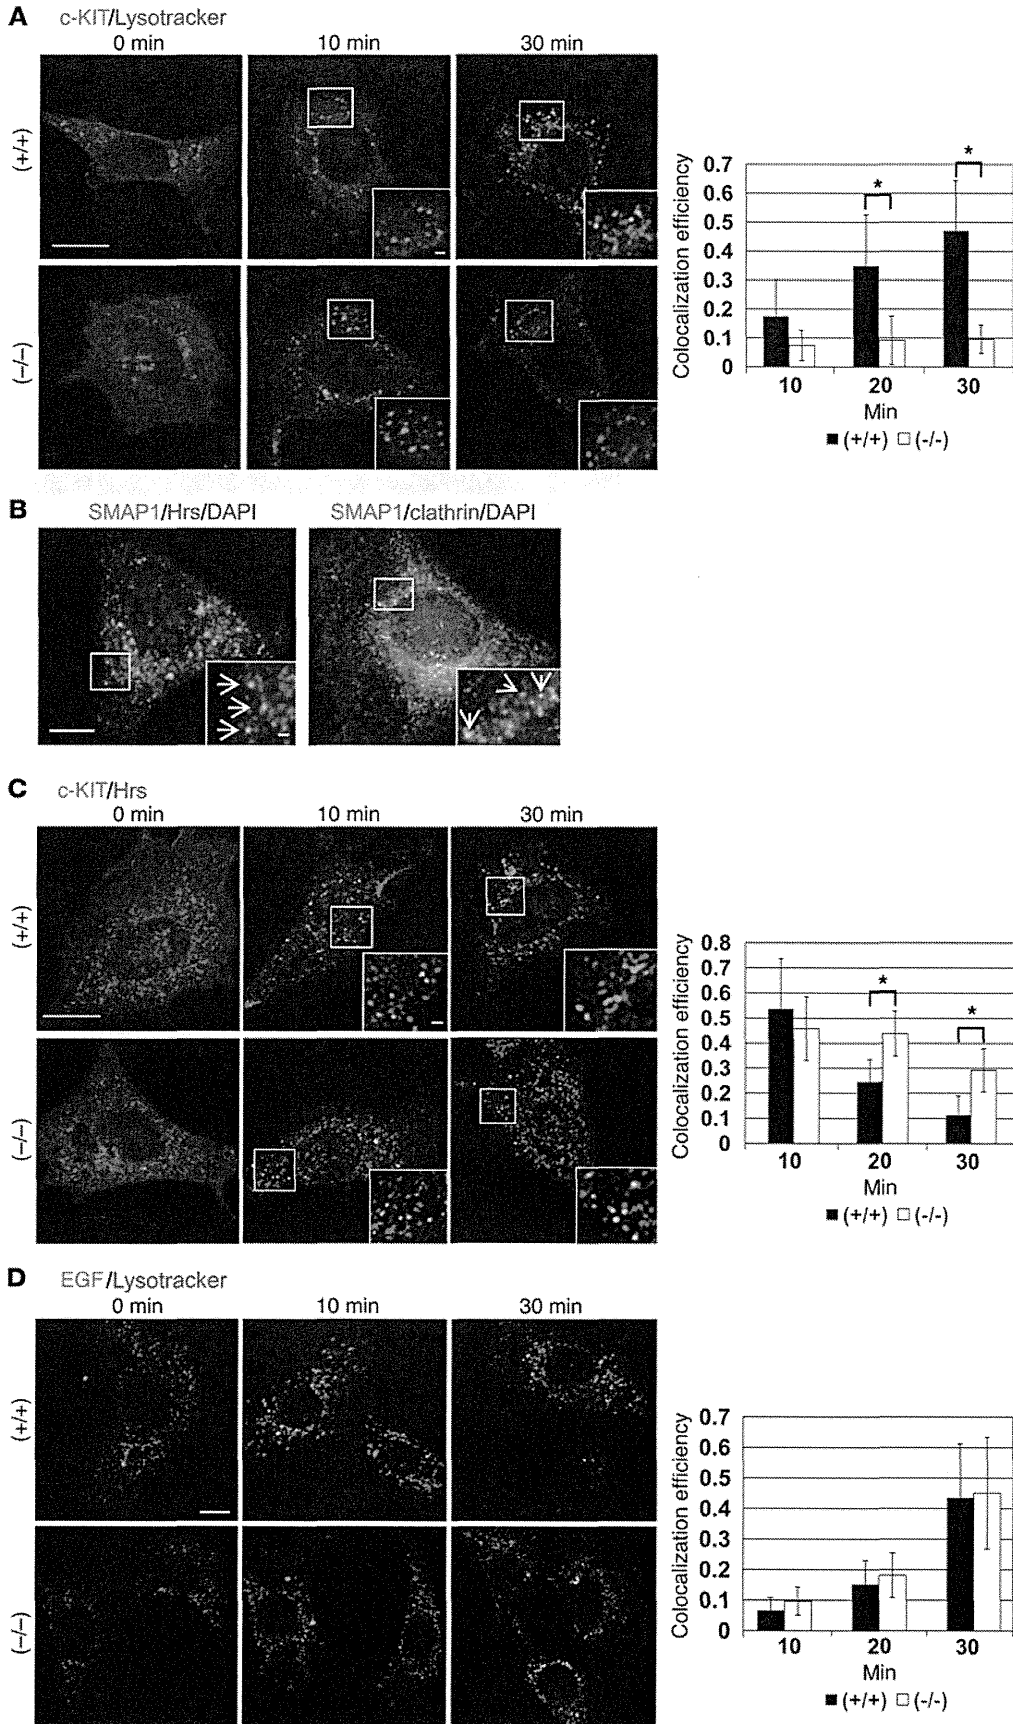 A c-KIT/Lysotracker
0 min 10 min 30 min
(+/+)
(−/−)
Colocalization efficiency
0.7
0.6
0.5
0.4
0.3
0.2
0.1
0
* *
10 20 30
Min
■ (+/+) □ (-/-)
B SMAP1/Hrs/DAPI SMAP1/clathrin/DAPI
C c-KIT/Hrs
0 min 10 min 30 min
(+/+)
(−/−)
Colocalization efficiency
0.8
0.7
0.6
0.5
0.4
0.3
0.2
0.1
0
* *
10 20 30
Min
■ (+/+) □ (-/-)
D EGF/Lysotracker
0 min 10 min 30 min
(+/+)
(−/−)
Colocalization efficiency
0.7
0.6
0.5
0.4
0.3
0.2
0.1
0
10 20 30
Min
■ (+/+) □ (-/-)